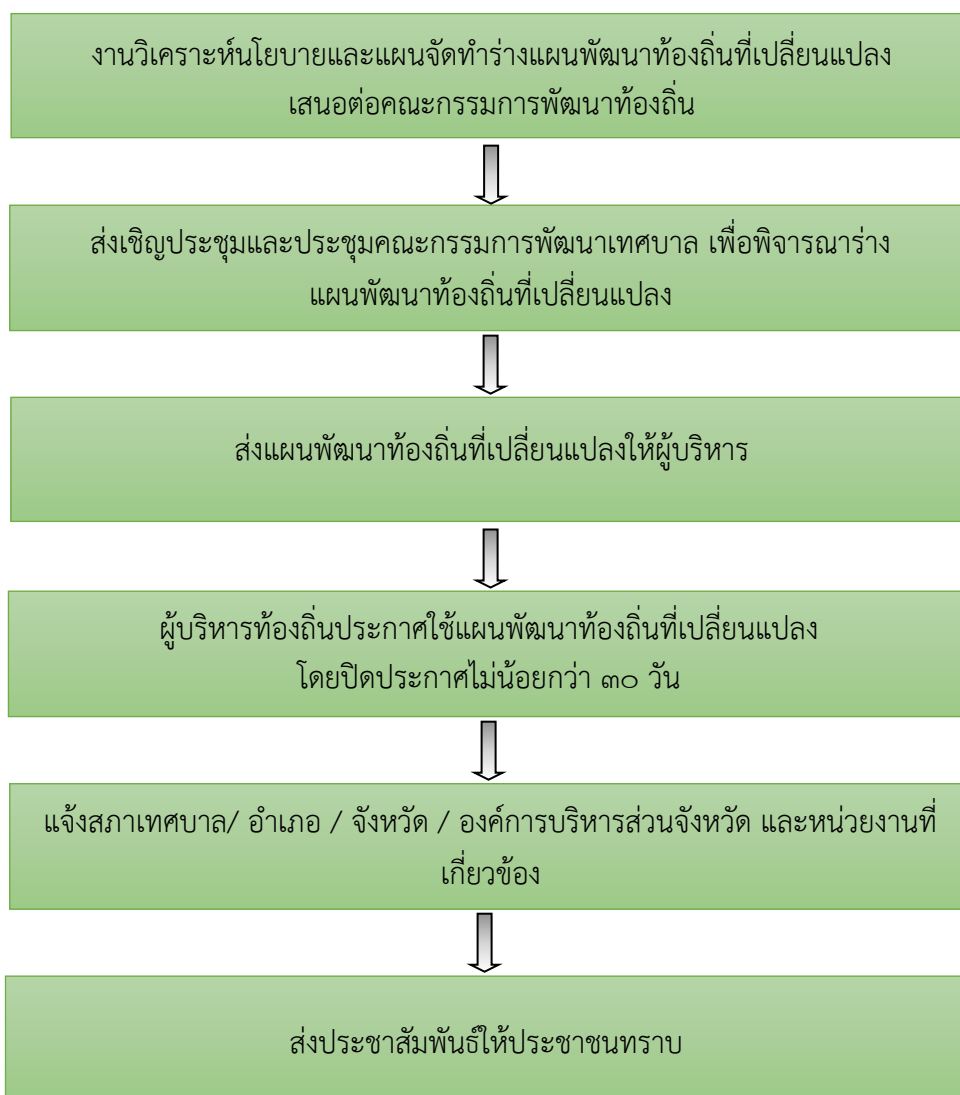 งานวิเคราะห์นโยบายและแผนจัดทำร่างแผนพัฒนาท้องถิ่นที่เปลี่ยนแปลง
เสนอต่อคณะกรรมการพัฒนาท้องถิ่น
ส่งเชิญประชุมและประชุมคณะกรรมการพัฒนาเทศบาล เพื่อพิจารณาร่าง
แผนพัฒนาท้องถิ่นที่เปลี่ยนแปลง
ส่งแผนพัฒนาท้องถิ่นที่เปลี่ยนแปลงให้ผู้บริหาร
ผู้บริหารท้องถิ่นประกาศใช้แผนพัฒนาท้องถิ่นที่เปลี่ยนแปลง
โดยปิดประกาศไม่น้อยกว่า ๓๐ วัน
แจ้งสภาเทศบาล/ อำเภอ / จังหวัด / องค์การบริหารส่วนจังหวัด และหน่วยงานที่
เกี่ยวข้อง
ส่งประชาสัมพันธ์ให้ประชาชนทราบ